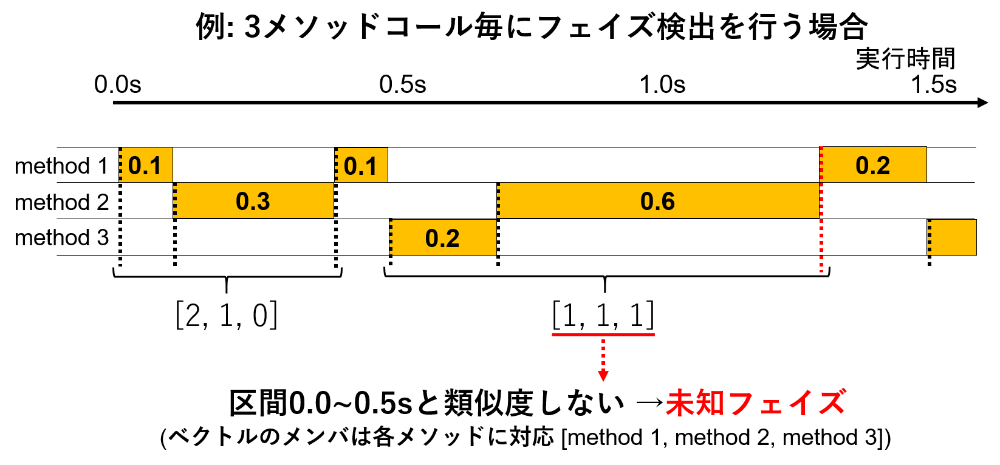 例: 3メソッドコール毎にフェイズ検出を行う場合
実行時間
0.0s 0.5s 1.0s 1.5s
method 1 0.1 0.1 0.2
method 2 0.3 0.6
method 3 0.2
[2, 1, 0] [1, 1, 1]
区間0.0~0.5sと類似度しない →未知フェイズ
(ベクトルのメンバは各メソッドに対応 [method 1, method 2, method 3])